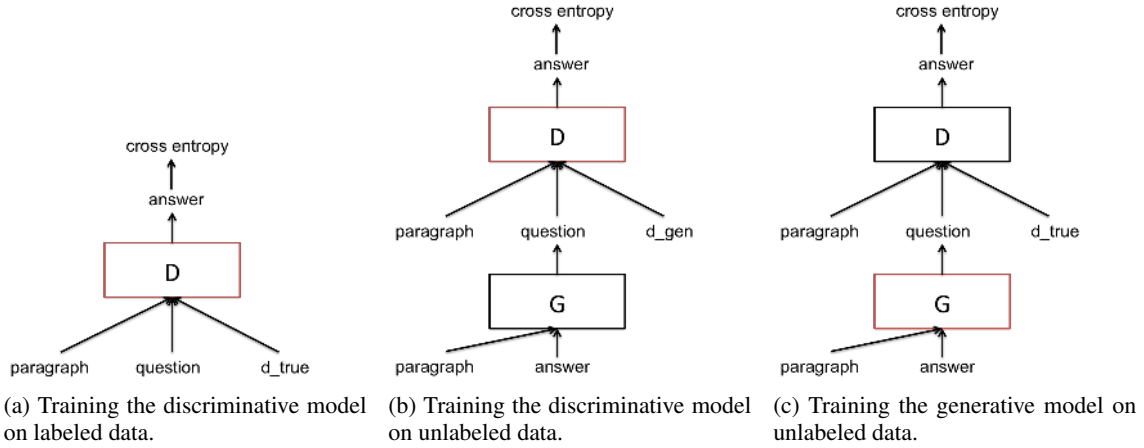 cross entropy
answer
D
paragraph question d_true
(a) Training the discriminative model
on labeled data.
cross entropy
answer
D
paragraph question d_gen
G
paragraph answer
(b) Training the discriminative model
on unlabeled data.
cross entropy
answer
D
paragraph question d_true
G
paragraph answer
(c) Training the generative model on
unlabeled data.